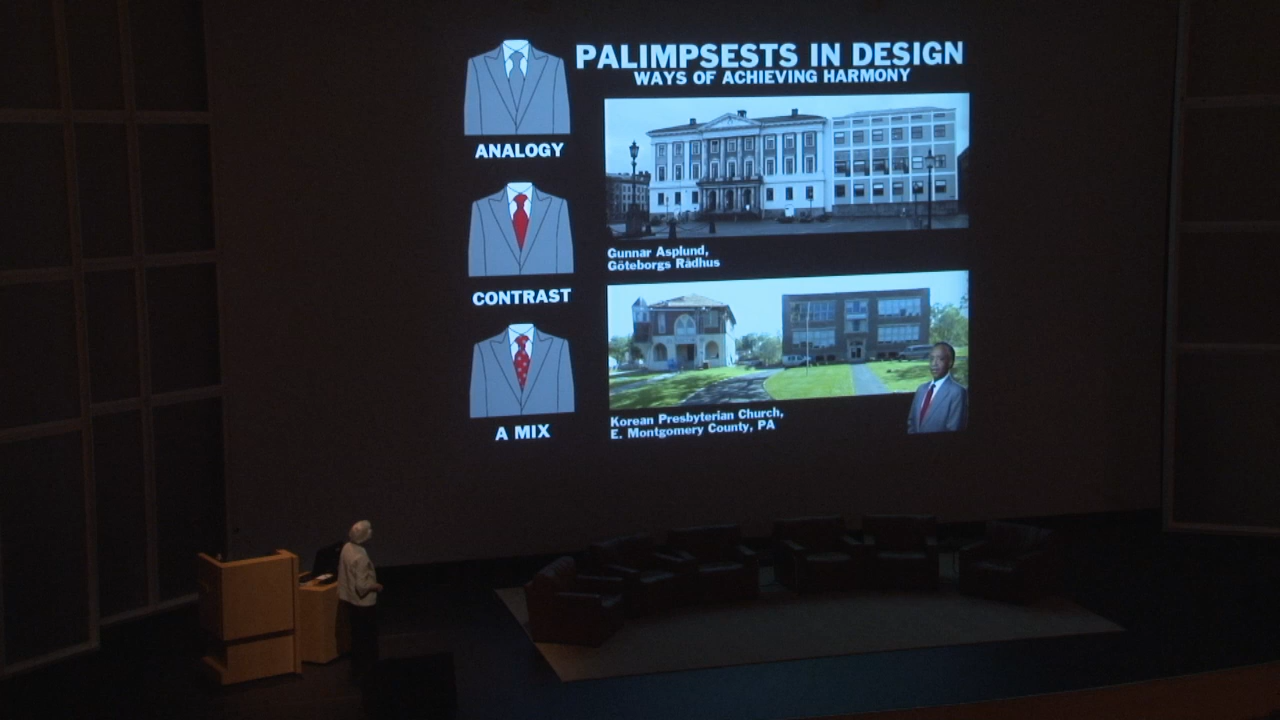 PALIMPSESTS IN DESIGN
WAYS OF ACHIEVING HARMONY
ANALOGY
Gunnar Asplund,
Göteborgs Rådhus
CONTRAST
Korean Presbyterian Church,
E. Montgomery County, PA
A MIX